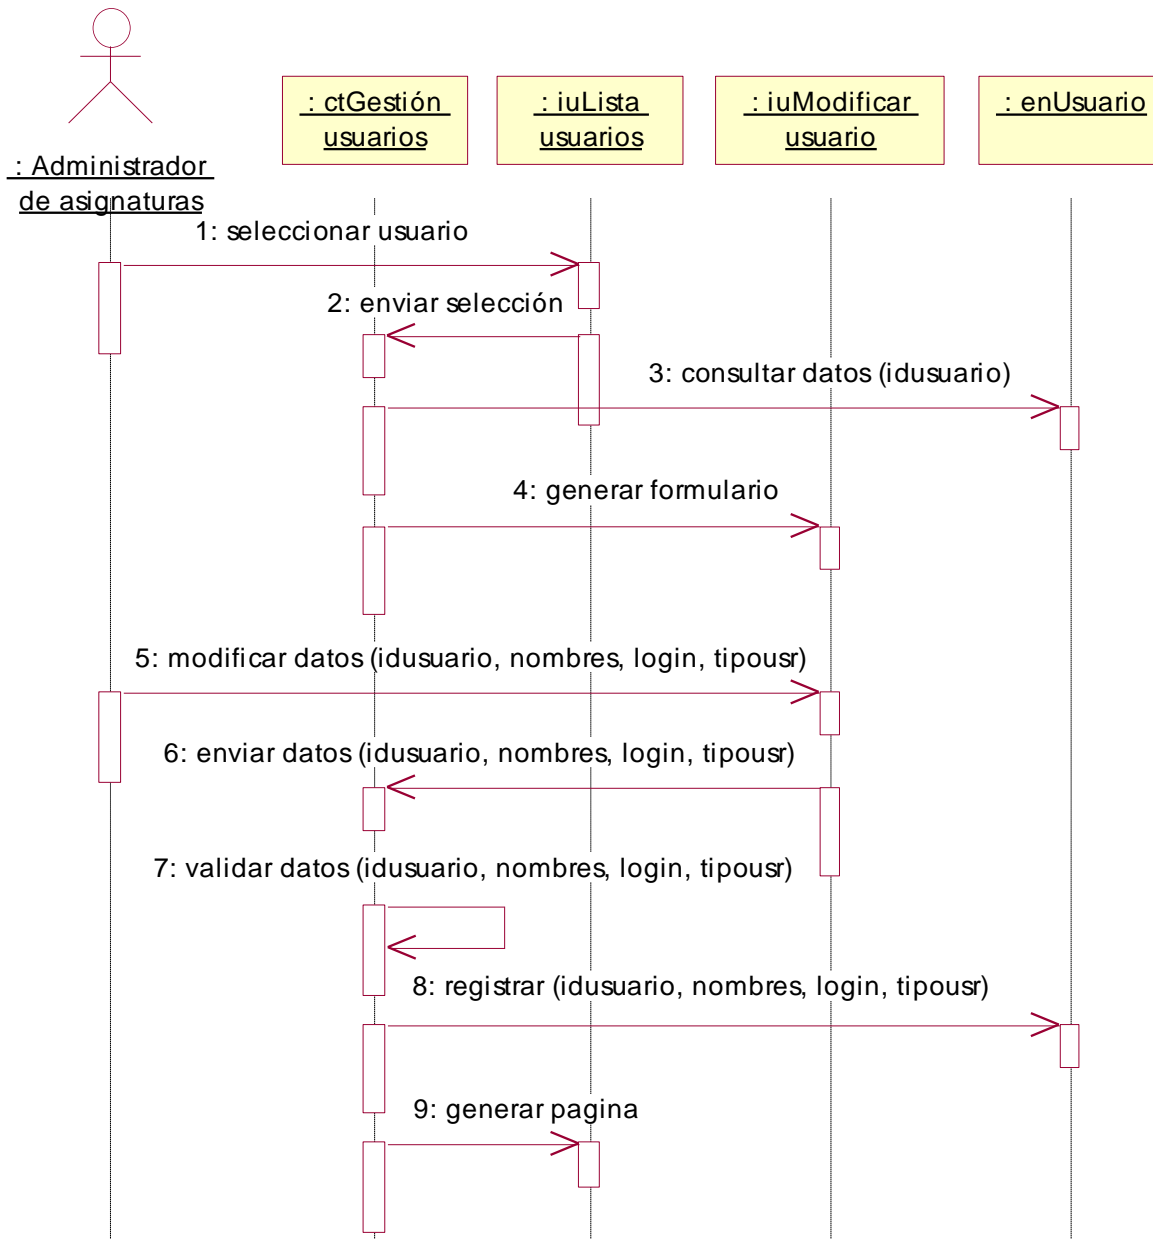 : Administrador
de asignaturas
: ctGestión
usuarios
: iuLista
usuarios
: iuModificar
usuario
: enUsuario
1: seleccionar usuario
2: enviar selección
3: consultar datos (idusuario)
4: generar formulario
5: modificar datos (idusuario, nombres, login, tipousr)
6: enviar datos (idusuario, nombres, login, tipousr)
7: validar datos (idusuario, nombres, login, tipousr)
8: registrar (idusuario, nombres, login, tipousr)
9: generar pagina